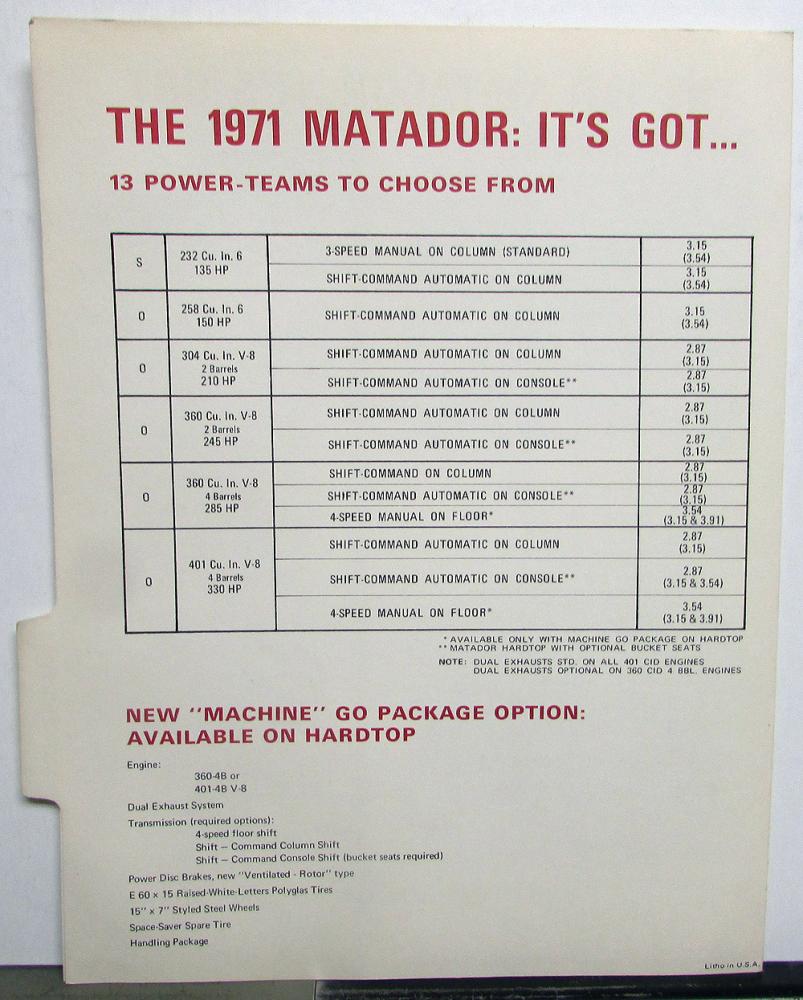 THE 1971 MATADOR: IT'S GOT...
13 POWER-TEAMS TO CHOOSE FROM
S
232 Cu. In. 6
135 HP
3-SPEED MANUAL ON COLUMN (STANDARD)
3.15
(3.54)
SHIFT-COMMAND AUTOMATIC ON COLUMN
3.15
(3.54)
O
258 Cu. In. 6
150 HP
SHIFT-COMMAND AUTOMATIC ON COLUMN
3.15
(3.54)
O
304 Cu. In. V-8
2 Barrels
210 HP
SHIFT-COMMAND AUTOMATIC ON COLUMN
2.87
(3.15)
SHIFT-COMMAND AUTOMATIC ON CONSOLE**
2.87
(3.15)
O
360 Cu. In. V-8
2 Barrels
245 HP
SHIFT-COMMAND AUTOMATIC ON COLUMN
2.87
(3.15)
SHIFT-COMMAND AUTOMATIC ON CONSOLE**
2.87
(3.15)
O
360 Cu. In. V-8
4 Barrels
285 HP
SHIFT-COMMAND ON COLUMN
2.87
(3.15)
SHIFT-COMMAND AUTOMATIC ON CONSOLE**
2.87
(3.15)
4-SPEED MANUAL ON FLOOR*
3.54
(3.15 & 3.91)
O
401 Cu. In. V-8
4 Barrels
330 HP
SHIFT-COMMAND AUTOMATIC ON COLUMN
2.87
(3.15)
SHIFT-COMMAND AUTOMATIC ON CONSOLE**
2.87
(3.15 & 3.54)
4-SPEED MANUAL ON FLOOR*
3.54
(3.15 & 3.91)
* AVAILABLE ONLY WITH MACHINE GO PACKAGE ON HARDTOP
** MATADOR HARDTOP WITH OPTIONAL BUCKET SEATS
NOTE: DUAL EXHAUSTS STD. ON ALL 401 CID ENGINES
DUAL EXHAUSTS OPTIONAL ON 360 CID 4 BBL. ENGINES
NEW "MACHINE" GO PACKAGE OPTION:
AVAILABLE ON HARDTOP
Engine:
360-4B or
401-4B V-8
Dual Exhaust System
Transmission (required options):
4-speed floor shift
Shift – Command Column Shift
Shift – Command Console Shift (bucket seats required)
Power Disc Brakes, new "Ventilated - Rotor" type
E 60 x 15 Raised-White-Letters Polyglas Tires
15" x 7" Styled Steel Wheels
Space-Saver Spare Tire
Handling Package
Litho in U.S.A.